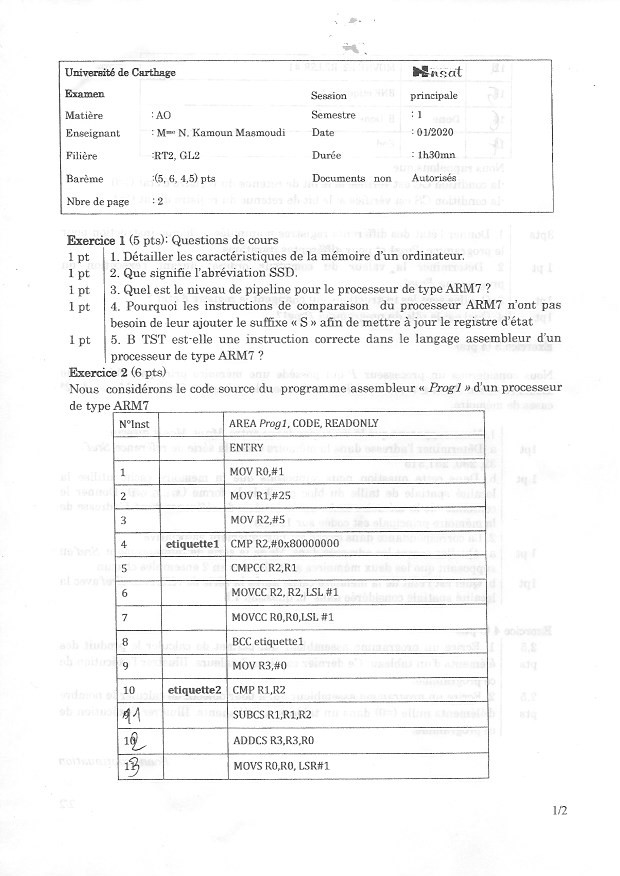 Université de Carthage Insat
Examen Session principale
Matière : AO Semestre : 1
Enseignant : Mme N. Kamoun Masmoudi Date : 01/2020
Filière :RT2, GL2 Durée : 1h30mn
Barème :(5, 6, 4,5) pts Documents non Autorisés
Nbre de page : 2
Exercice 1 (5 pts): Questions de cours
1 pt 1. Détailler les caractéristiques de la mémoire d'un ordinateur.
1 pt 2. Que signifie l'abréviation SSD.
1 pt 3. Quel est le niveau de pipeline pour le processeur de type ARM7 ?
1 pt 4. Pourquoi les instructions de comparaison du processeur ARM7 n'ont pas
besoin de leur ajouter le suffixe « S » afin de mettre à jour le registre d'état
1 pt 5. B TST est-elle une instruction correcte dans le langage assembleur d'un
processeur de type ARM7 ?
Exercice 2 (6 pts)
Nous considérons le code source du programme assembleur « Prog1 » d'un processeur
de type ARM7
N°Inst AREA Prog1, CODE, READONLY
ENTRY
1 MOV R0,#1
2 MOV R1,#25
3 MOV R2,#5
4 etiquette1 CMP R2,#0x80000000
5 CMPCC R2,R1
6 MOVCC R2, R2, LSL #1
7 MOVCC R0,R0,LSL #1
8 BCC etiquette1
9 MOV R3,#0
10 etiquette2 CMP R1,R2
11 SUBCS R1,R1,R2
12 ADDCS R3,R3,R0
13 MOVS R0,R0, LSR#1
1/2